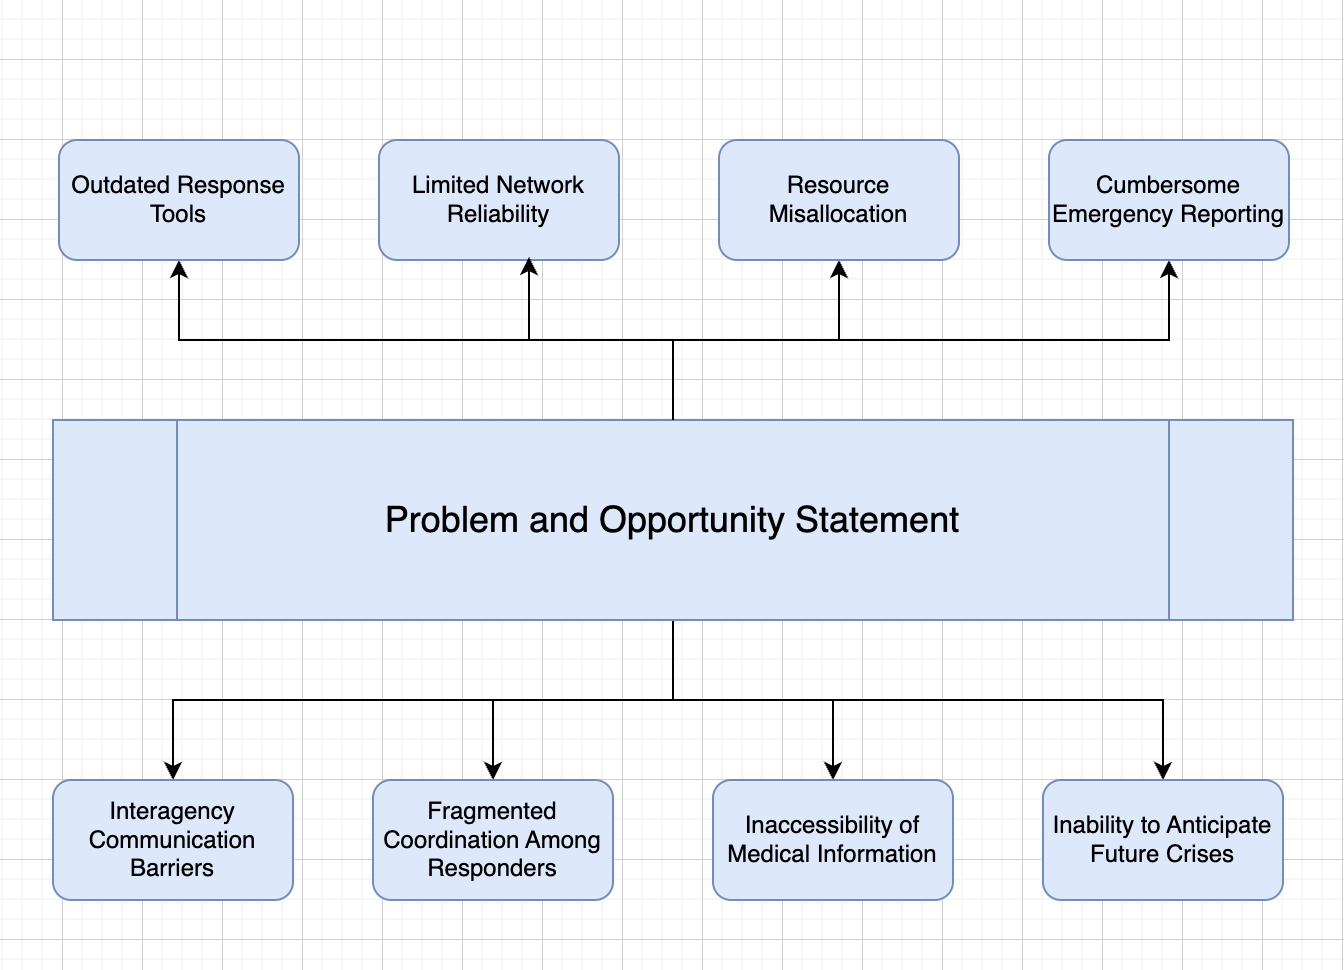 Outdated Response
Tools
Limited Network
Reliability
Resource
Misallocation
Cumbersome
Emergency Reporting
Problem and Opportunity Statement
Interagency
Communication
Barriers
Fragmented
Coordination Among
Responders
Inaccessibility of
Medical Information
Inability to Anticipate
Future Crises